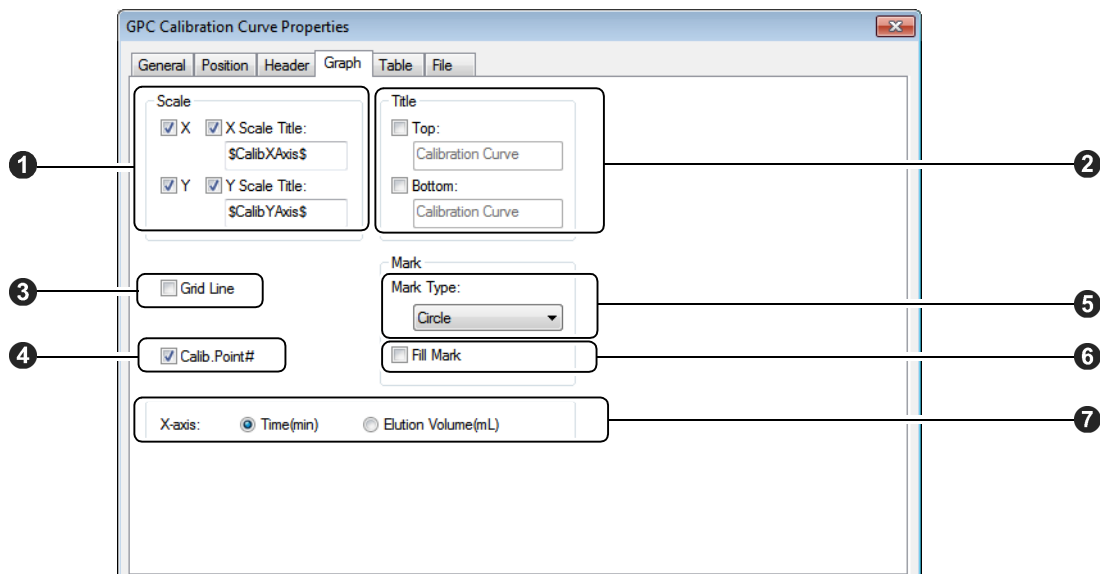 GPC Calibration Curve Properties
General Position Header Graph Table File
Scale
X X Scale Title:
$CalibXAxis$
Y Y Scale Title:
$CalibYAxis$
Title
Top:
Calibration Curve
Bottom:
Calibration Curve
1
2
Grid Line
3
Calib.Point#
4
Mark
Mark Type:
Circle
5
Fill Mark
6
X-axis: Time(min) Elution Volume(mL)
7